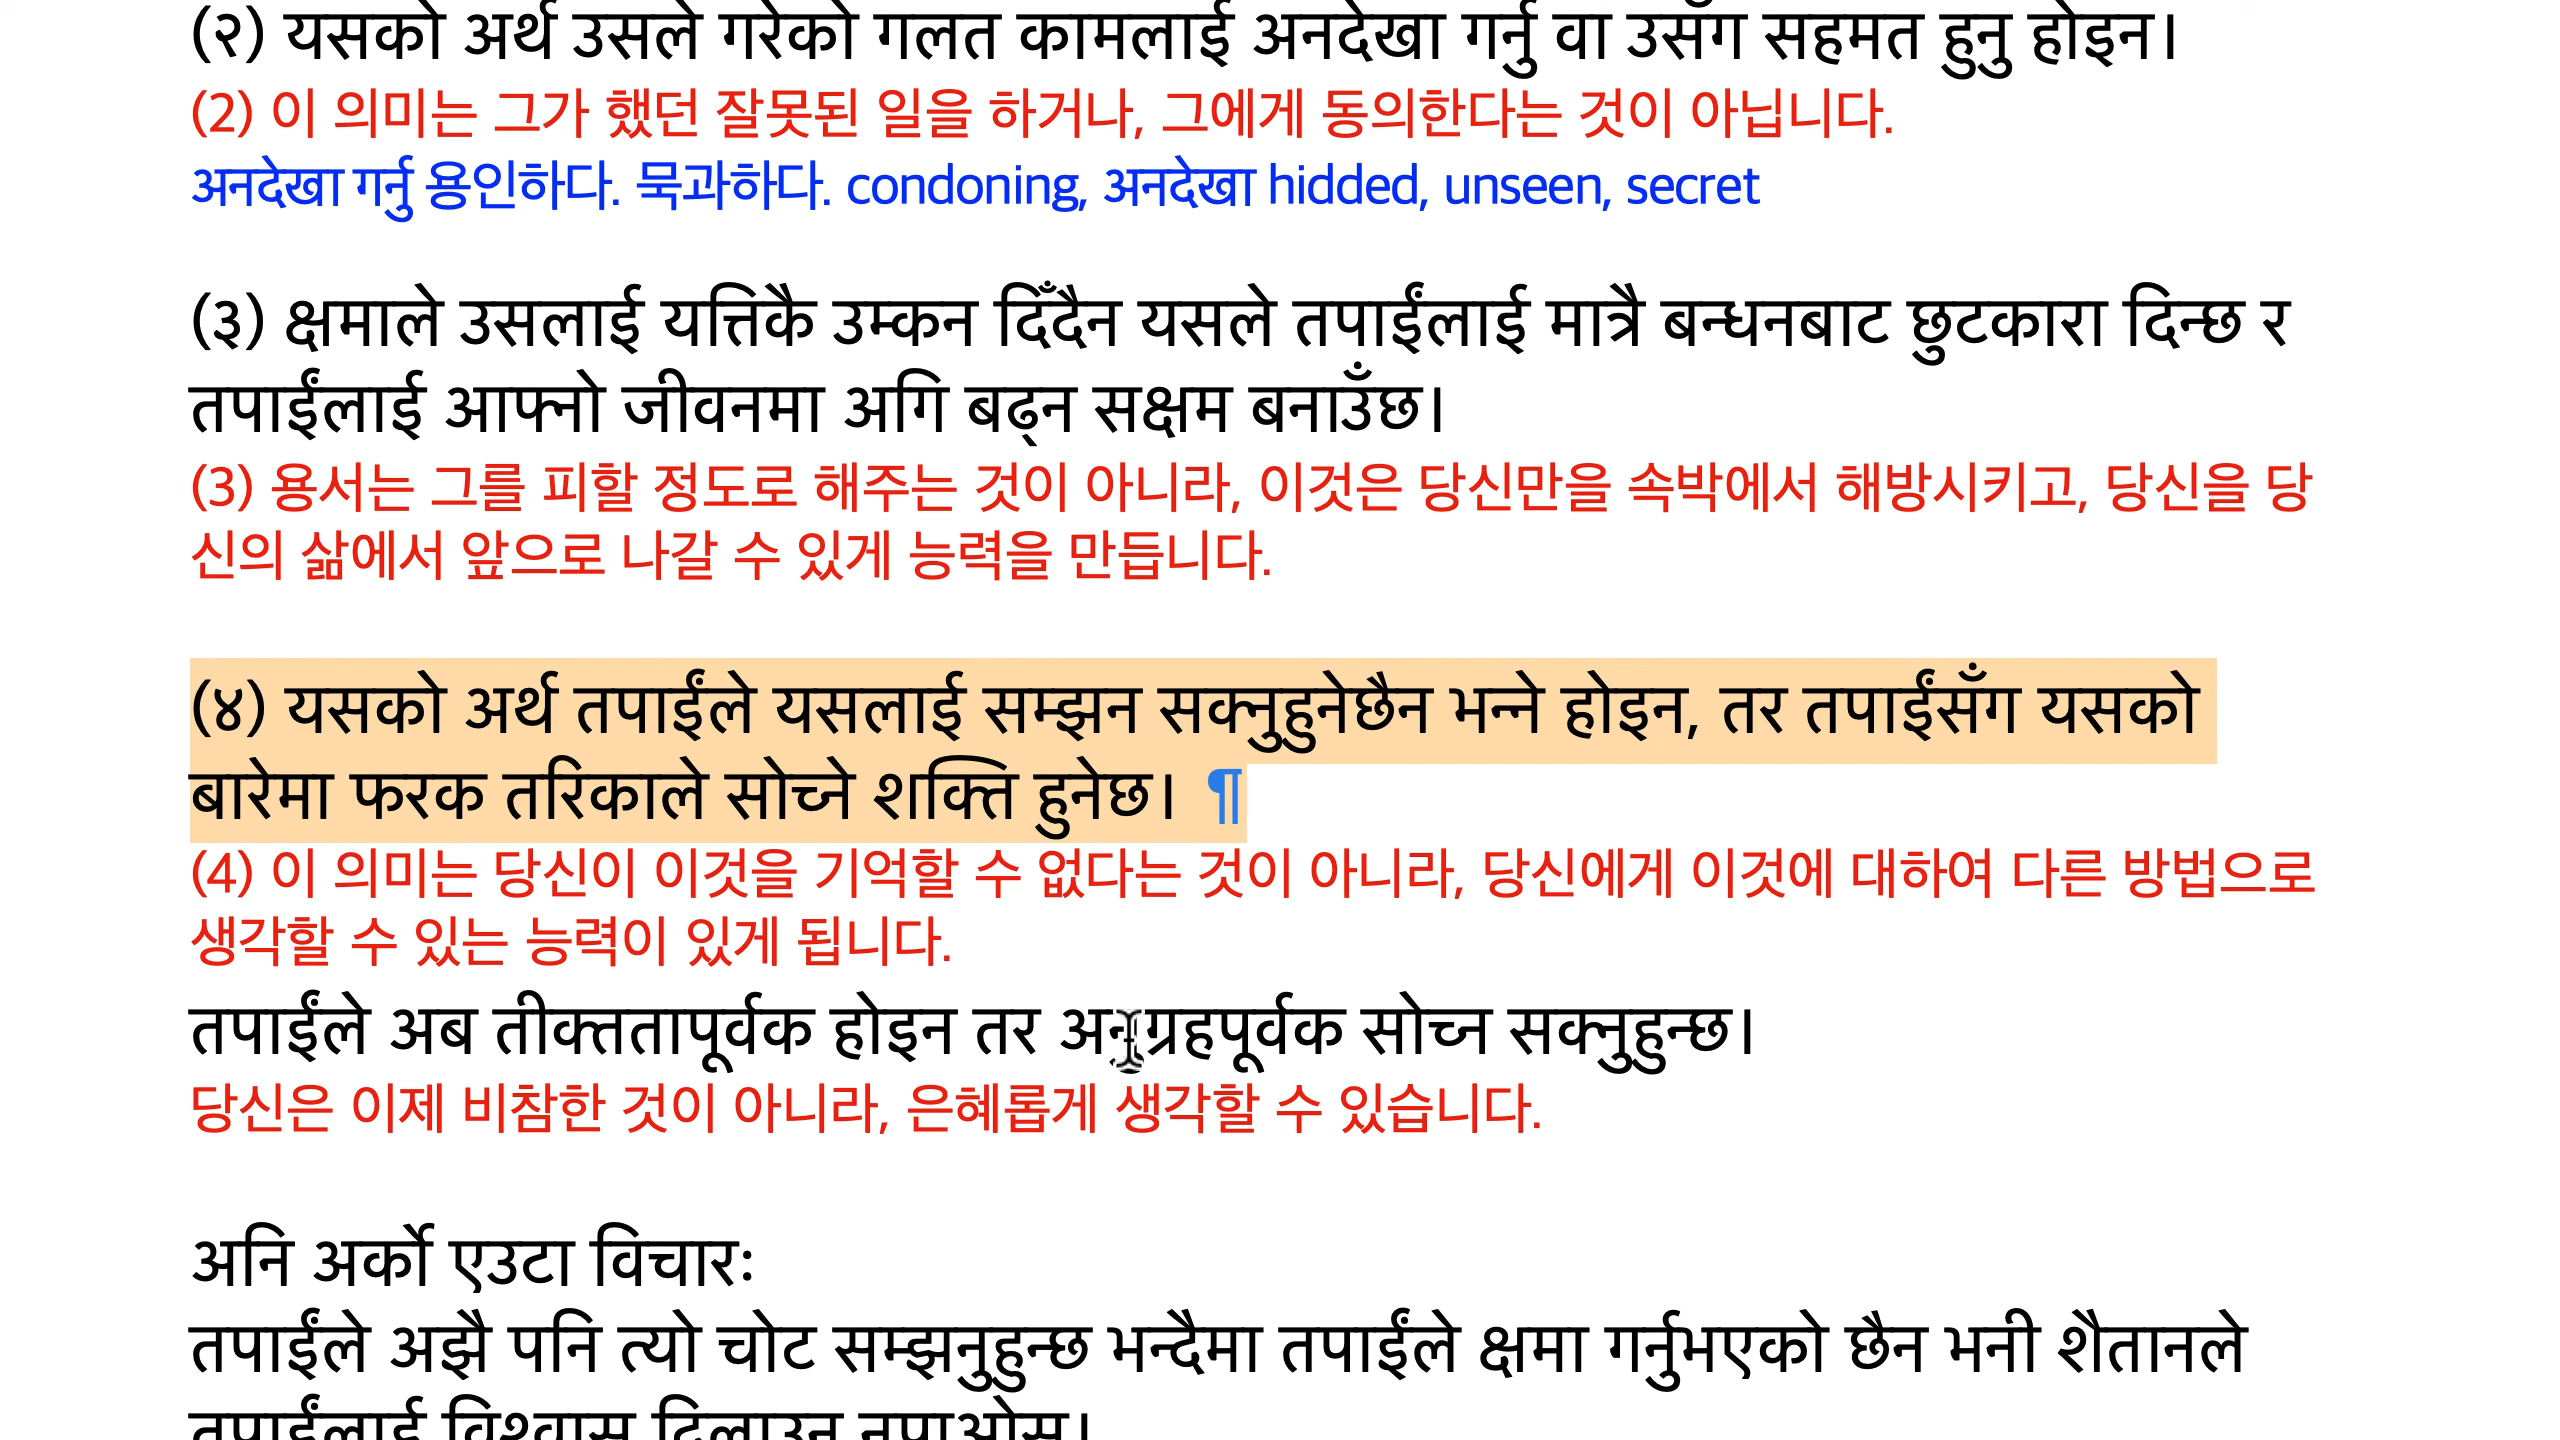 (२) यसको अर्थ उसले गरेको गलत कामलाई अनदेखा गर्नु वा उसँग सहमत हुनु होइन।
(2) 이 의미는 그가 했던 잘못된 일을 하거나, 그에게 동의한다는 것이 아닙니다.
अनदेखा गर्नु 용인하다. 묵과하다. condoning, अनदेखा hidded, unseen, secret
(३) क्षमाले उसलाई यत्तिकै उम्कन दिँदैन यसले तपाईंलाई मात्रै बन्धनबाट छुटकारा दिन्छ र
तपाईंलाई आफ्नो जीवनमा अगि बढ्न सक्षम बनाउँछ।
(3) 용서는 그를 피할 정도로 해주는 것이 아니라, 이것은 당신만을 속박에서 해방시키고, 당신을 당
신의 삶에서 앞으로 나갈 수 있게 능력을 만듭니다.
(४) यसको अर्थ तपाईंले यसलाई सम्झन सक्नुहुनेछैन भन्ने होइन, तर तपाईंसँग यसको
बारेमा फरक तरिकाले सोच्ने शक्ति हुनेछ। ¶
(4) 이 의미는 당신이 이것을 기억할 수 없다는 것이 아니라, 당신에게 이것에 대하여 다른 방법으로
생각할 수 있는 능력이 있게 됩니다.
तपाईंले अब तीक्ततापूर्वक होइन तर अनुग्रहपूर्वक सोच्न सक्नुहुन्छ।
당신은 이제 비참한 것이 아니라, 은혜롭게 생각할 수 있습니다.
अनि अर्को एउटा विचारः
तपाईंले अझै पनि त्यो चोट सम्झनुहुन्छ भन्दैमा तपाईंले क्षमा गर्नुभएको छैन भनी शैतानले
तपाईंलाई विश्वास दिलाउन नपाओस्।